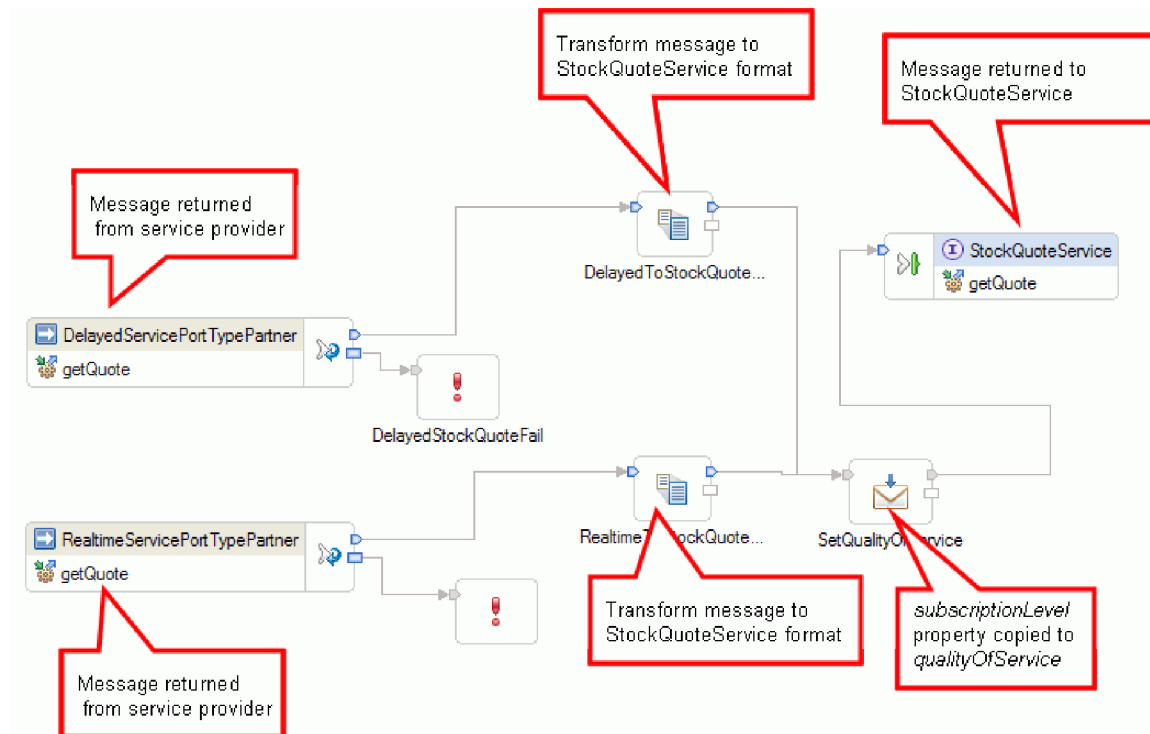 Transform message to
StockQuoteService format
Message returned to
StockQuoteService
Message returned
from service provider
DelayedToStockQuote...
StockQuoteService
getQuote
DelayedServicePortTypePartner
getQuote
DelayedStockQuoteFail
RealtimeServicePortTypePartner
getQuote
RealtimeT StockQuote...
SetQualityOfService
Transform message to
StockQuoteService format
subscriptionLevel
property copied to
qualityOfService
Message returned
from service provider